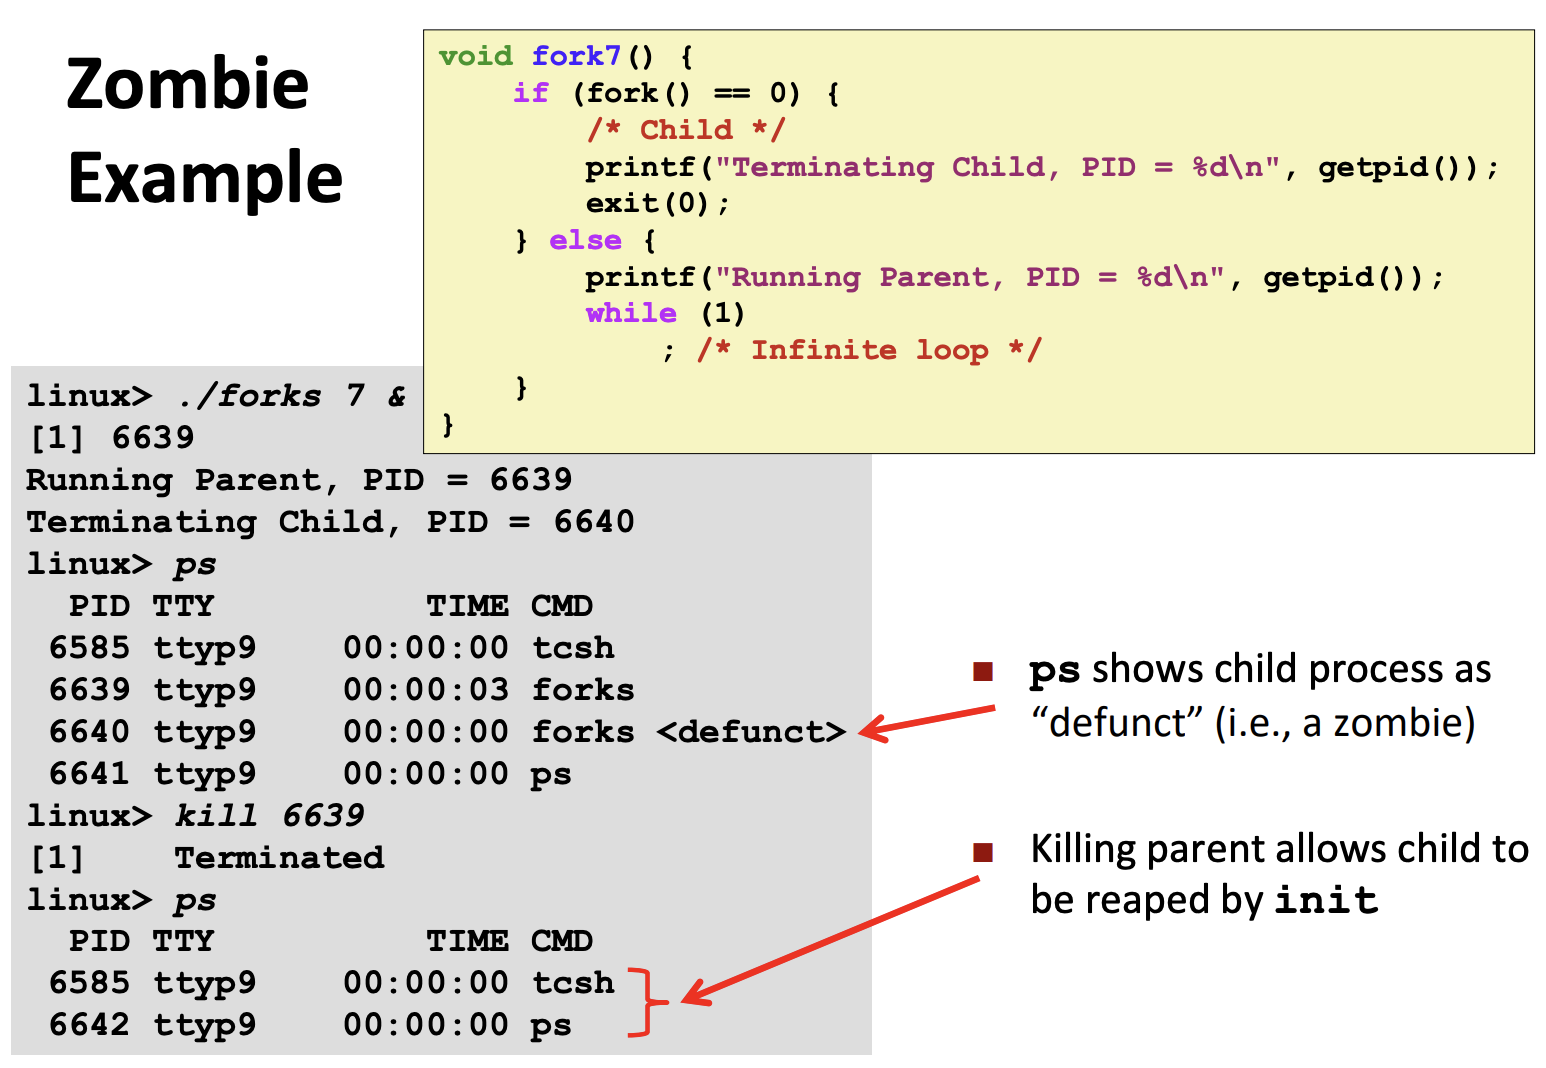 Zombie
Example
void fork7() {
    if (fork() == 0) {
        /* Child */
        printf("Terminating Child, PID = %d\n", getpid());
        exit(0);
    } else {
        printf("Running Parent, PID = %d\n", getpid());
        while (1)
            ; /* Infinite loop */
    }
}
linux> ./forks 7 &
[1] 6639
Running Parent, PID = 6639
Terminating Child, PID = 6640
linux> ps
  PID TTY          TIME CMD
 6585 ttyp9    00:00:00 tcsh
 6639 ttyp9    00:00:03 forks
 6640 ttyp9    00:00:00 forks <defunct>
 6641 ttyp9    00:00:00 ps
linux> kill 6639
[1]    Terminated
linux> ps
  PID TTY          TIME CMD
 6585 ttyp9    00:00:00 tcsh
 6642 ttyp9    00:00:00 ps
ps shows child process as
“defunct” (i.e., a zombie)
Killing parent allows child to
be reaped by init